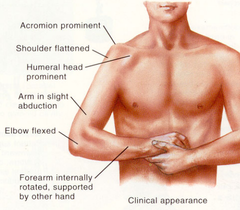 Acromion prominent
Shoulder flattened
Humeral head
prominent
Arm in slight
abduction
Elbow flexed
Forearm internally
rotated, supported
by other hand
Clinical appearance